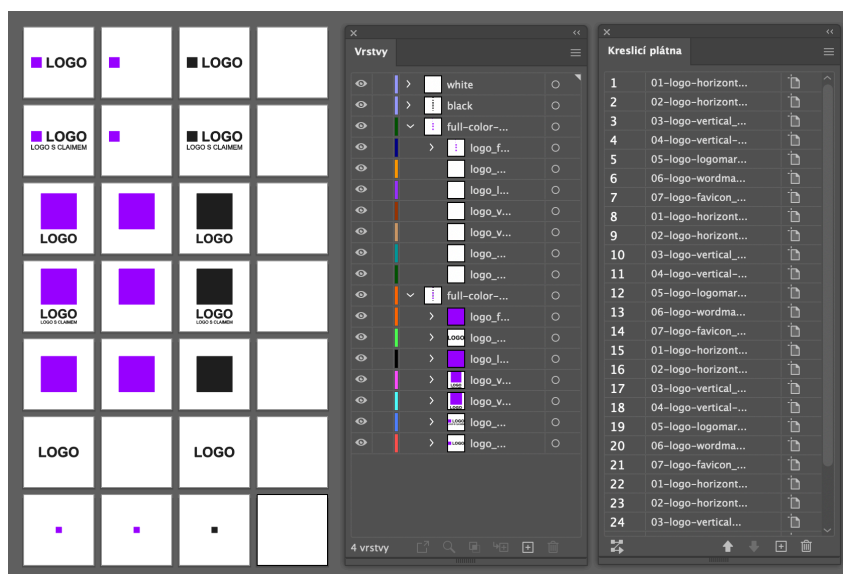 LOGO
LOGO
LOGO
LOGO S CLAIMEM
LOGO
LOGO S CLAIMEM
LOGO
LOGO
LOGO
LOGO S CLAIMEM
LOGO
LOGO S CLAIMEM
LOGO
LOGO
Vrstvy
white
black
full-color-...
logo_f...
logo_...
logo_l...
logo_v...
logo_v...
logo_...
logo_...
full-color-...
logo_f...
LOGO logo_...
logo_l...
logo_v...
logo_v...
logo_...
LOGO logo_...
4 vrstvy
Kreslicí plátna
1 01-logo-horizont...
2 02-logo-horizont...
3 03-logo-vertical_...
4 04-logo-vertical-...
5 05-logo-logomar...
6 06-logo-wordma...
7 07-logo-favicon_...
8 01-logo-horizont...
9 02-logo-horizont...
10 03-logo-vertical_...
11 04-logo-vertical-...
12 05-logo-logomar...
13 06-logo-wordma...
14 07-logo-favicon_...
15 01-logo-horizont...
16 02-logo-horizont...
17 03-logo-vertical_...
18 04-logo-vertical-...
19 05-logo-logomar...
20 06-logo-wordma...
21 07-logo-favicon_...
22 01-logo-horizont...
23 02-logo-horizont...
24 03-logo-vertical...